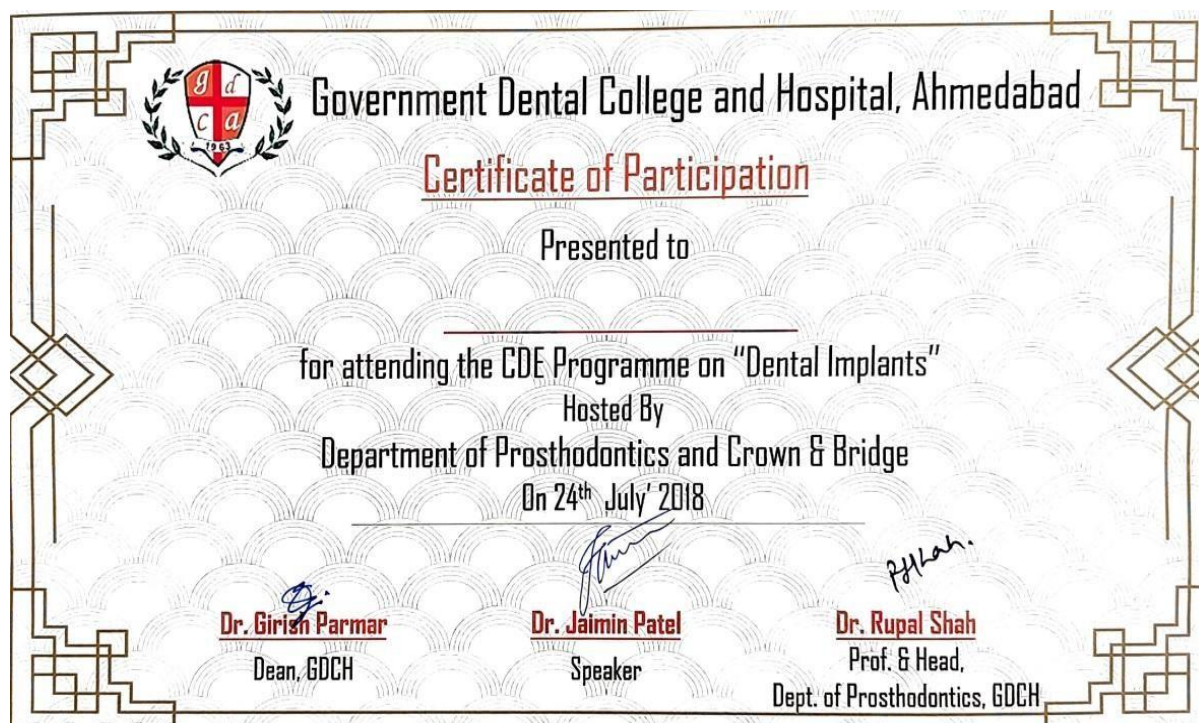 g d
c a
1963
Government Dental College and Hospital, Ahmedabad
Certificate of Participation
Presented to
for attending the CDE Programme on "Dental Implants"
Hosted By
Department of Prosthodontics and Crown & Bridge
On 24th July' 2018
Dr. Girish Parmar
Dr. Jaimin Patel
Dr. Rupal Shah
Dean, GDCH
Speaker
Prof. & Head,
Dept. of Prosthodontics, GDCH